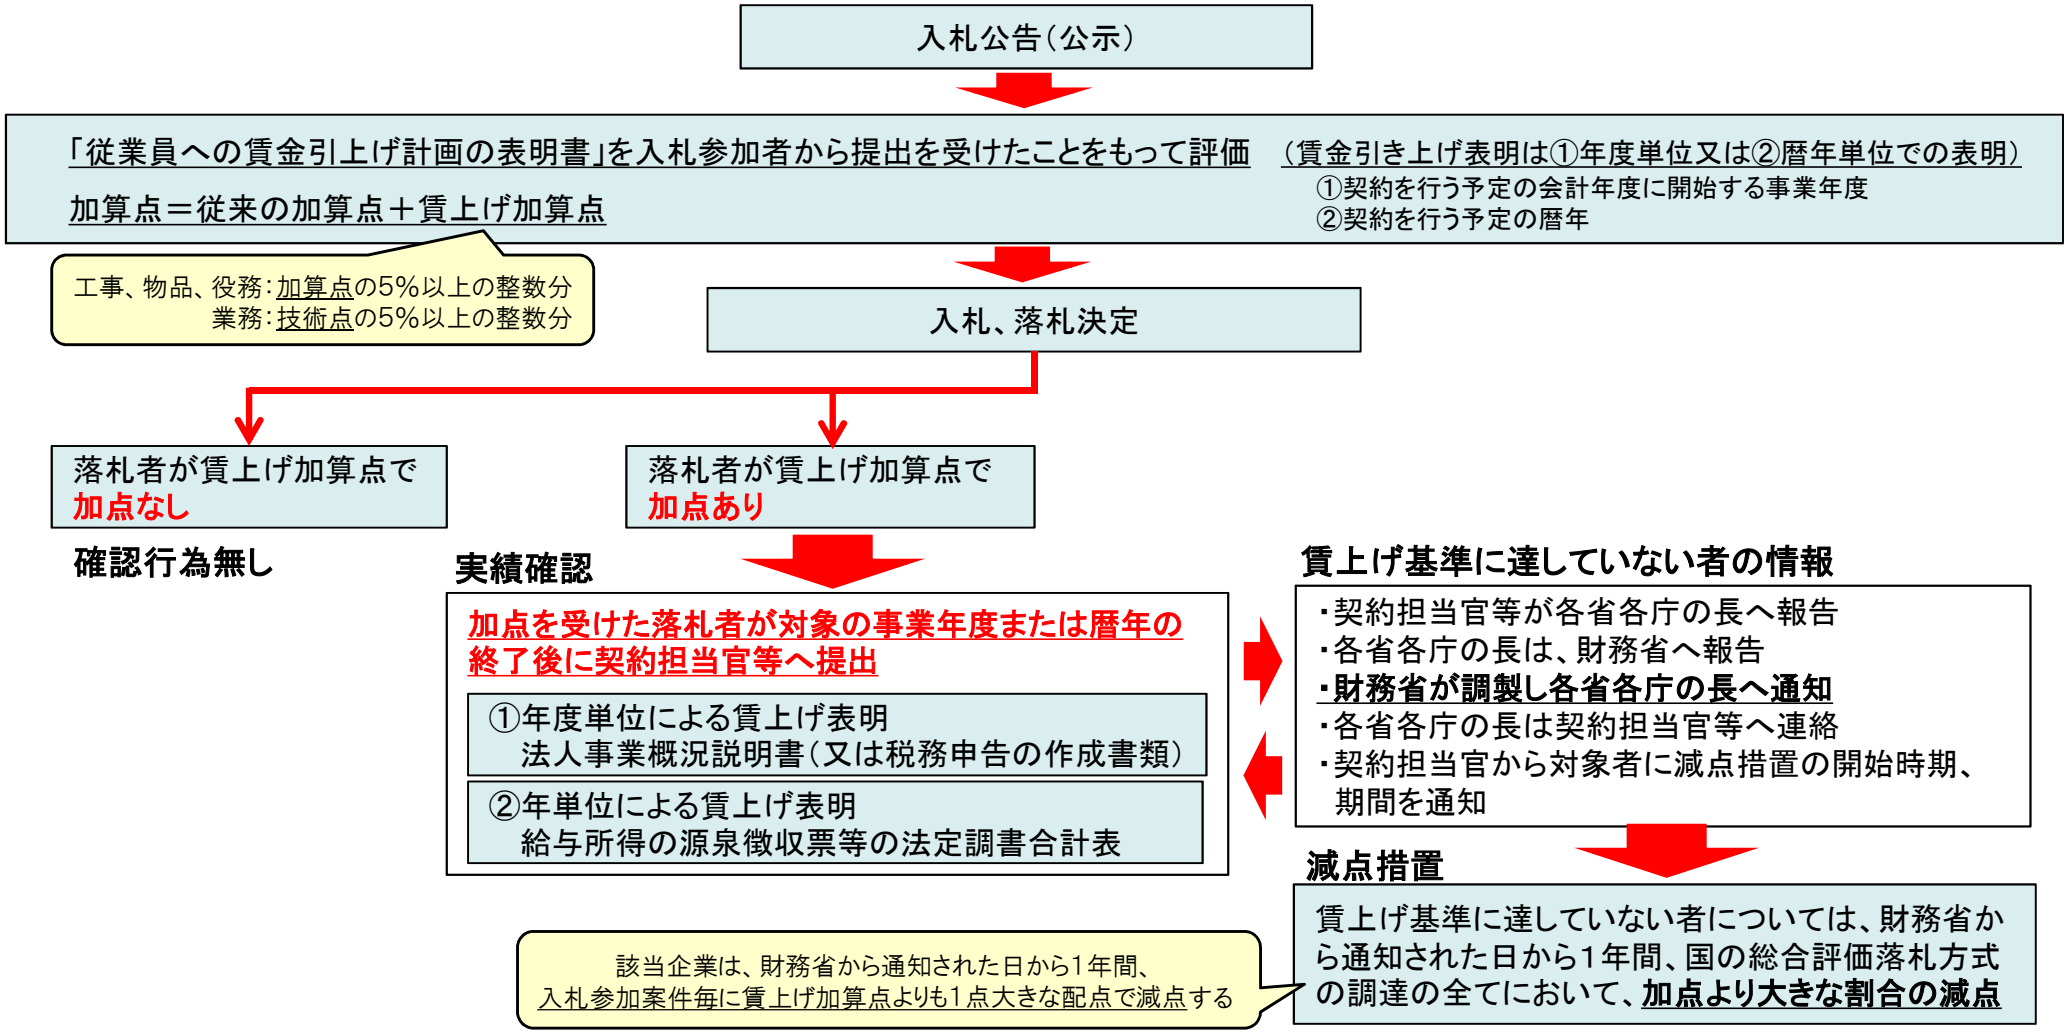 入札公告（公示）
「従業員への賃金引上げ計画の表明書」を入札参加者から提出を受けたことをもって評価
（賃金引き上げ表明は①年度単位又は②暦年単位での表明）
①契約を行う予定の会計年度に開始する事業年度
②契約を行う予定の暦年
加算点＝従来の加算点＋賃上げ加算点
工事、物品、役務：加算点の5％以上の整数分
業務：技術点の5％以上の整数分
入札、落札決定
落札者が賃上げ加算点で
加点なし
確認行為無し
落札者が賃上げ加算点で
加点あり
実績確認
加点を受けた落札者が対象の事業年度または暦年の
終了後に契約担当官等へ提出
①年度単位による賃上げ表明
法人事業概況説明書（又は税務申告の作成書類）
②年単位による賃上げ表明
給与所得の源泉徴収票等の法定調書合計表
賃上げ基準に達していない者の情報
・契約担当官等が各省各庁の長へ報告
・各省各庁の長は、財務省へ報告
・財務省が調製し各省各庁の長へ通知
・各省各庁の長は契約担当官等へ連絡
・契約担当官から対象者に減点措置の開始時期、
期間を通知
減点措置
賃上げ基準に達していない者については、財務省か
ら通知された日から１年間、国の総合評価落札方式
の調達の全てにおいて、加点より大きな割合の減点
該当企業は、財務省から通知された日から1年間、
入札参加案件毎に賃上げ加算点よりも1点大きな配点で減点する